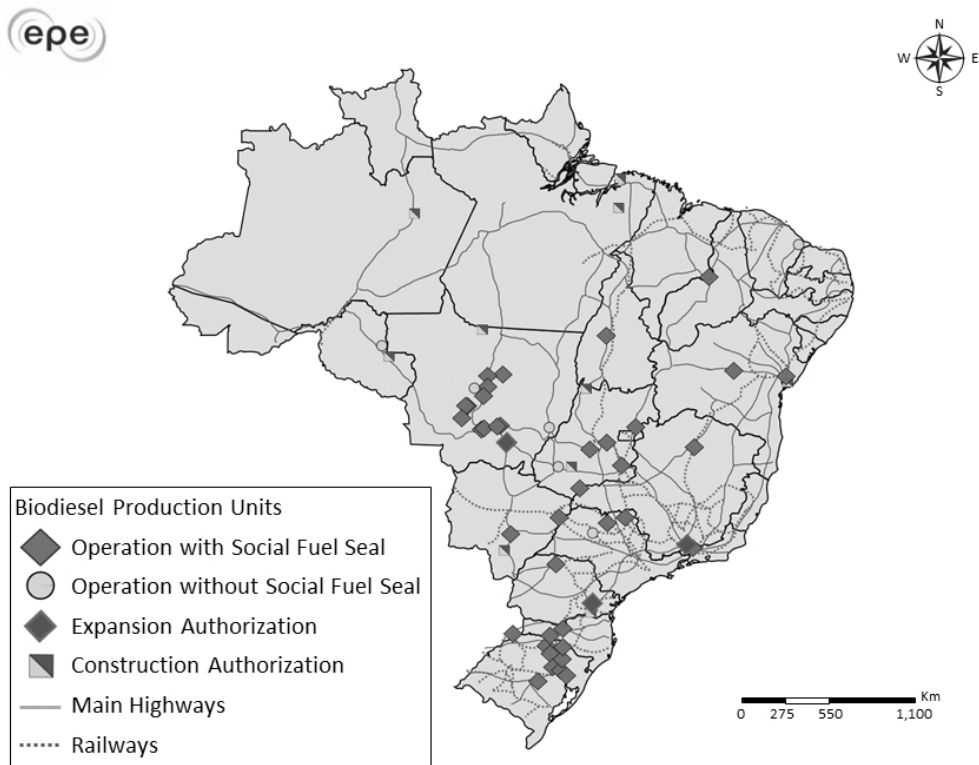 epe
N
W E
S
Biodiesel Production Units
Operation with Social Fuel Seal
Operation without Social Fuel Seal
Expansion Authorization
Construction Authorization
Main Highways
Railways
Km
0 275 550 1,100